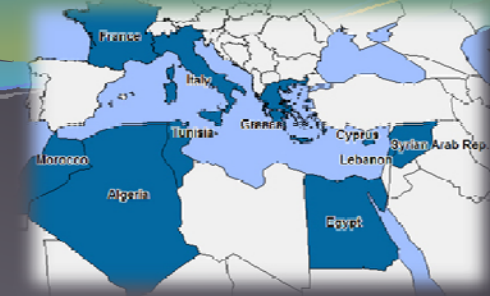 France
Italy
Tunisia
Greece
Cyprus
Syrian Arab Rep.
Morocco
Lebanon
Algeria
Egypt